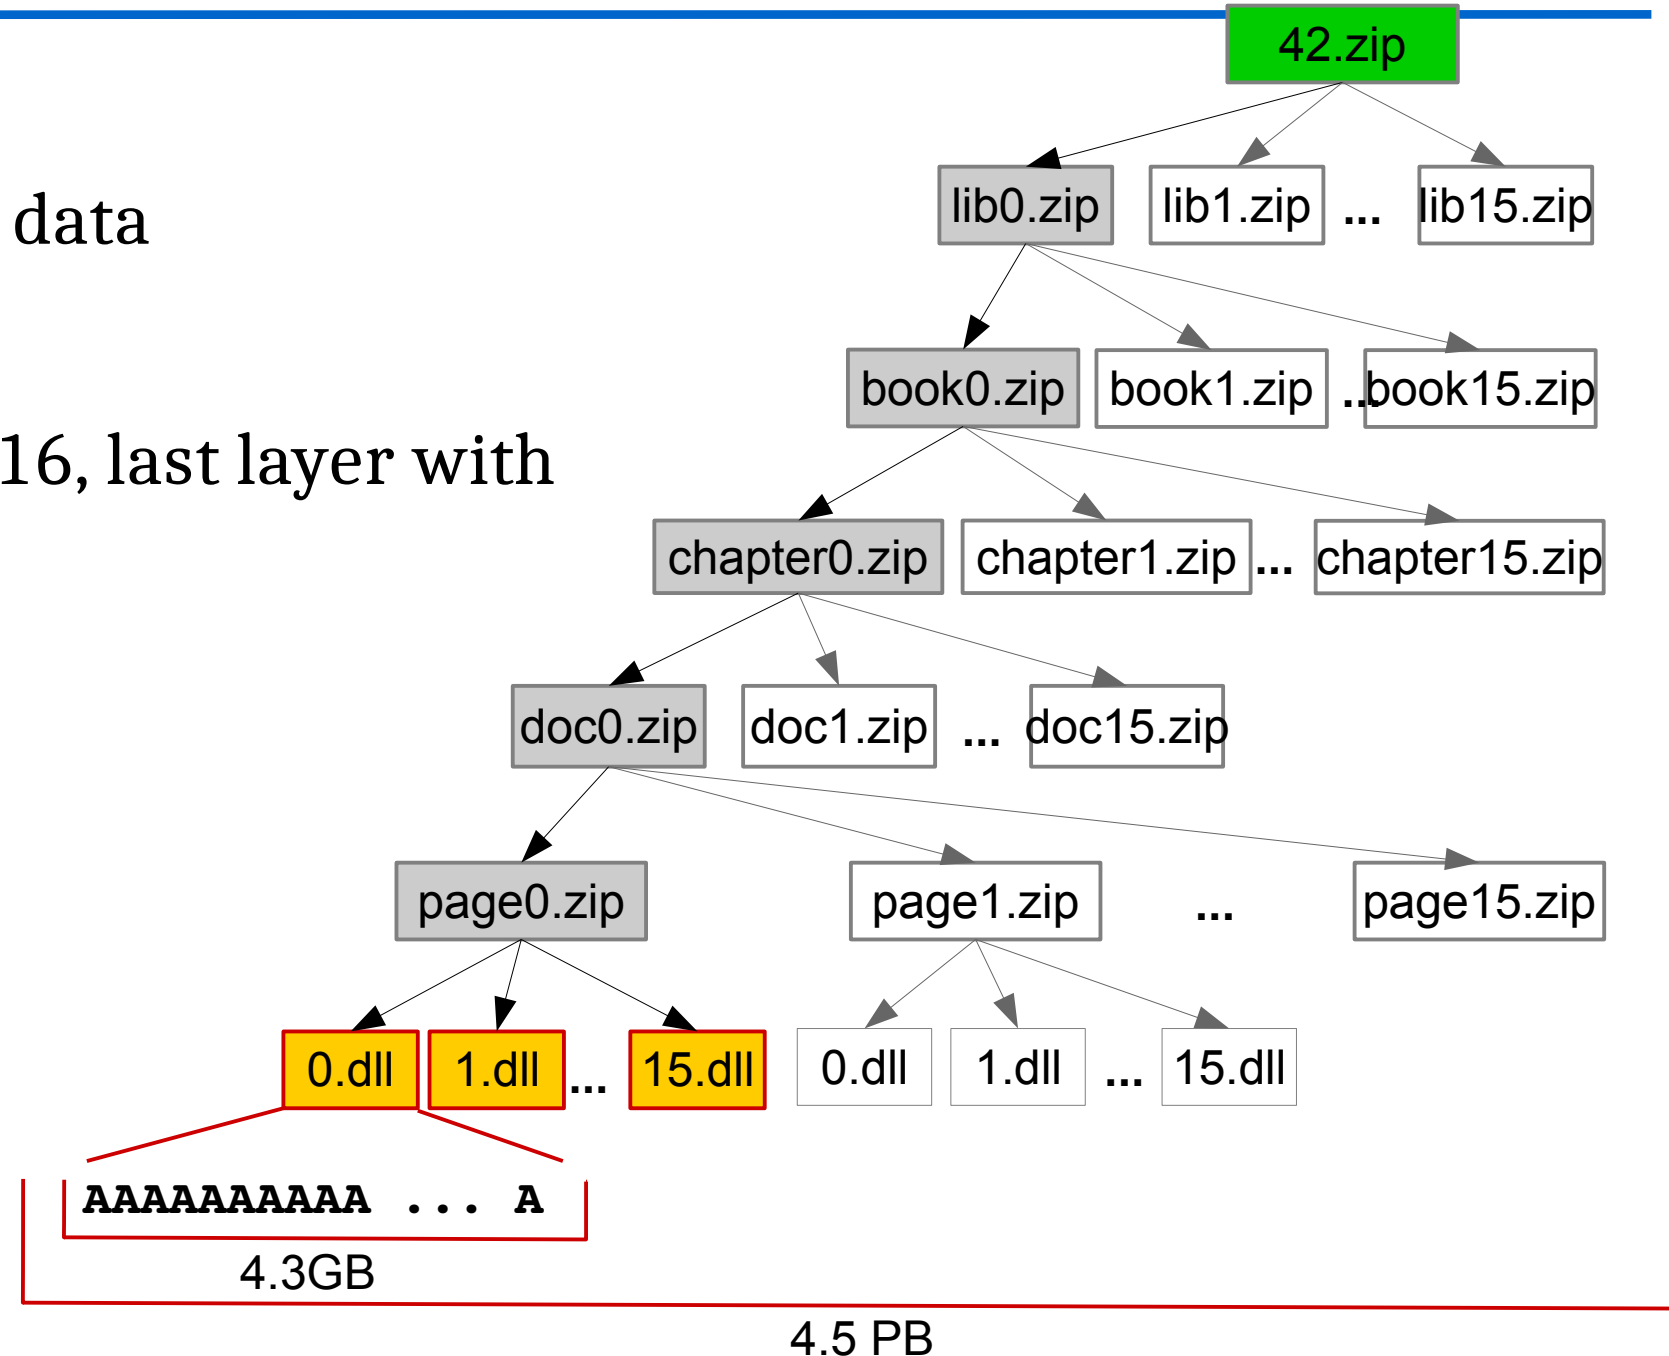 42.zip
data
lib0.zip lib1.zip ... lib15.zip
book0.zip book1.zip ... book15.zip
16, last layer with
chapter0.zip chapter1.zip ... chapter15.zip
doc0.zip doc1.zip ... doc15.zip
page0.zip page1.zip ... page15.zip
0.dll 1.dll ... 15.dll 0.dll 1.dll ... 15.dll
AAAAAAAAAA ... A
4.3GB
4.5 PB